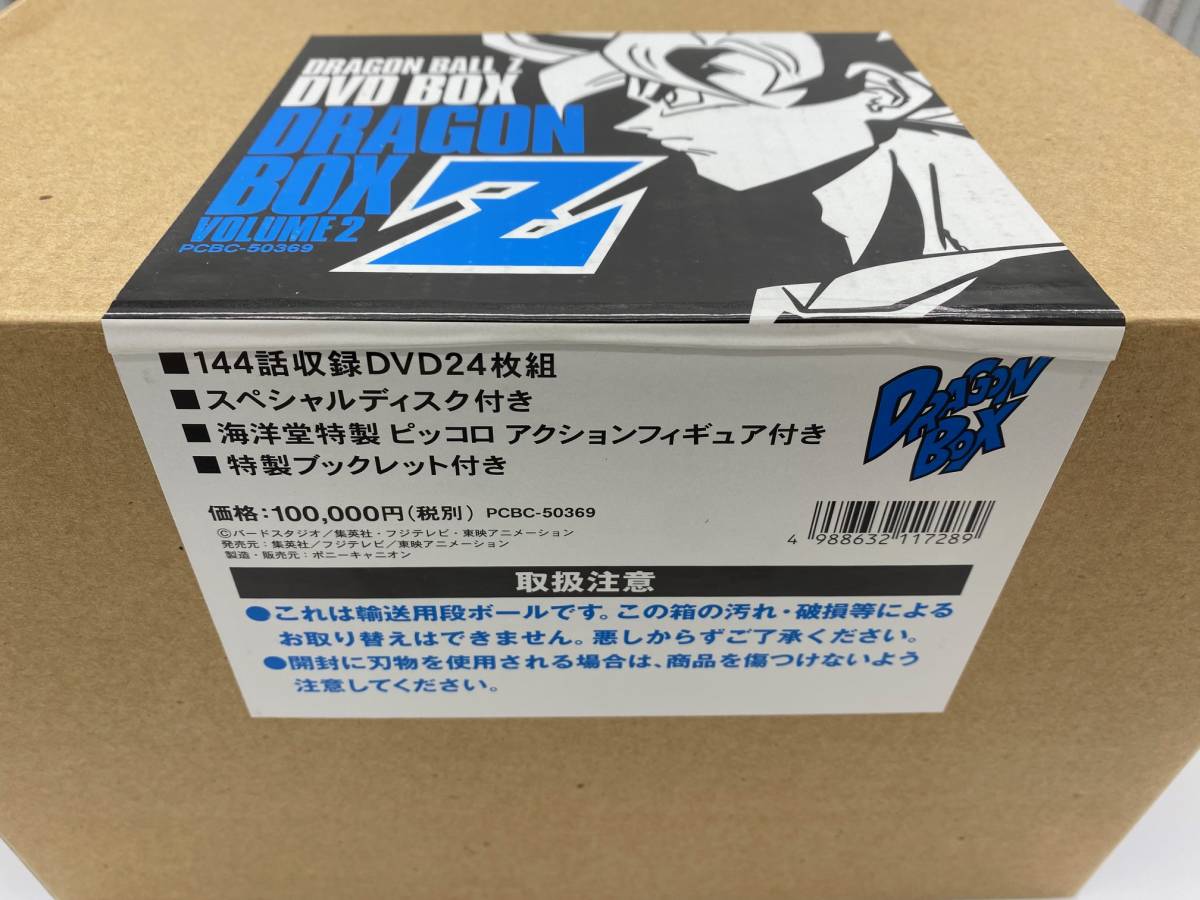 DRAGON BALL Z
DVD BOX
DRAGON
BOX
Z
VOLUME 2
PCBC-50369
■144話収録DVD24枚組
■スペシャルディスク付き
■海洋堂特製 ピッコロ アクションフィギュア付き
■特製ブックレット付き
DRAGON
BOX
価格：100,000円（税別） PCBC-50369
©バードスタジオ／集英社・フジテレビ・東映アニメーション
発売元：集英社／フジテレビ／東映アニメーション
製造・販売元：ポニーキャニオン
4 988632 117289
取扱注意
●これは輸送用段ボールです。この箱の汚れ・破損等による
お取り替えはできません。悪しからずご了承ください。
●開封に刃物を使用される場合は、商品を傷つけないよう
注意してください。